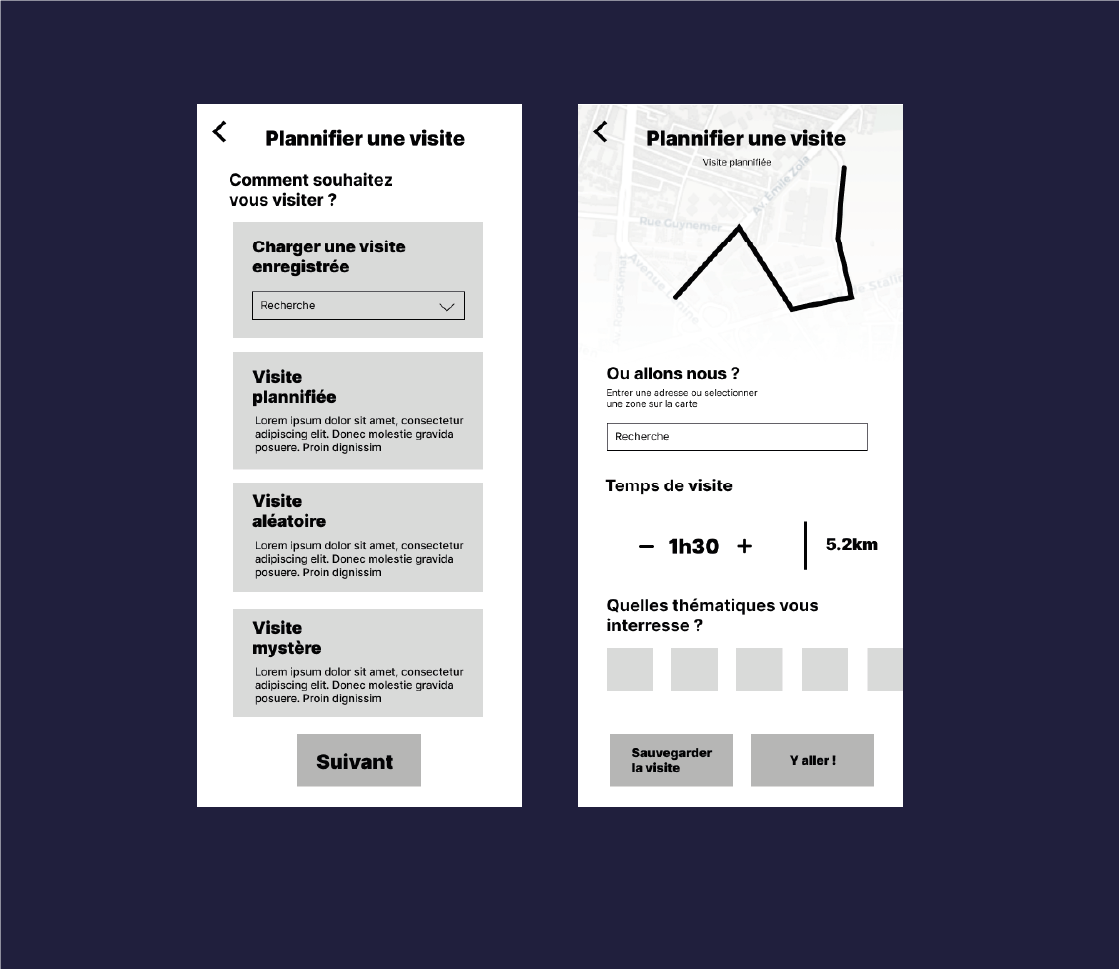 Plannifier une visite
Comment souhaitez
vous visiter ?
Charger une visite
enregistrée
Recherche
Visite
plannifiée
Lorem ipsum dolor sit amet, consectetur
adipiscing elit. Donec molestie gravida
posuere. Proin dignissim
Visite
aléatoire
Lorem ipsum dolor sit amet, consectetur
adipiscing elit. Donec molestie gravida
posuere. Proin dignissim
Visite
mystère
Lorem ipsum dolor sit amet, consectetur
adipiscing elit. Donec molestie gravida
posuere. Proin dignissim
Suivant
Plannifier une visite
Visite plannifiée
Av. Emile Zola
Rue Guynemer
Avenue
Ou allons nous ?
Entrer une adresse ou selectionner
une zone sur la carte
Recherche
Temps de visite
− 1h30 +
5.2km
Quelles thématiques vous
interresse ?
Sauvegarder
la visite
Y aller !